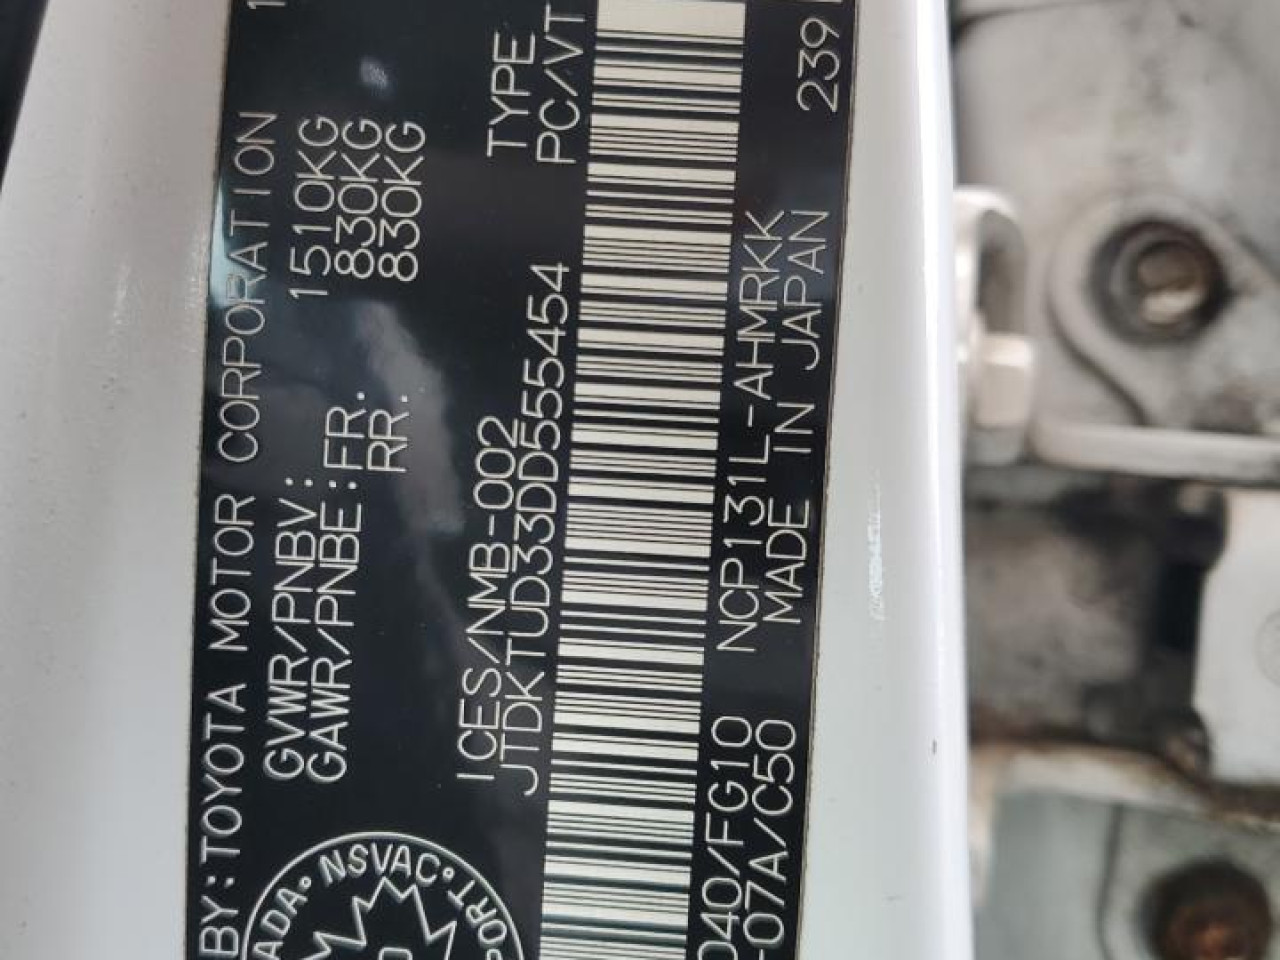 BY:TOYOTA MOTOR CORPORATION
GVWR/PNBV: 1510KG
GAWR/PNBE:FR. 830KG
RR. 830KG
ICES/NMB-002 TYPE
JTDKTUD33DD555454 PC/VT
040/FG10 NCP131L-AHMRKK
-07A/C50 MADE IN JAPAN 239
NSVAC